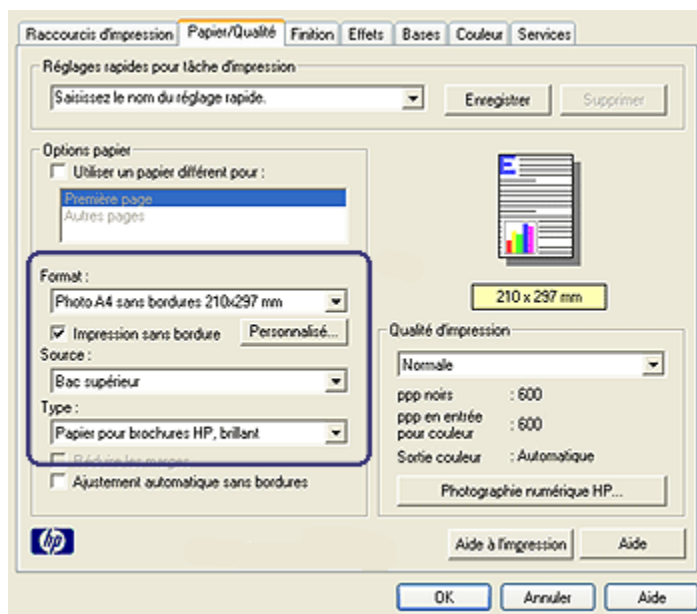 Raccourcis d'impression Papier/Qualité Finition Effets Bases Couleur Services
Réglages rapides pour tâche d'impression
Saisissez le nom du réglage rapide.
Enregistrer
Supprimer
Options papier
Utiliser un papier différent pour :
Première page
Autres pages
Format :
Photo A4 sans bordures 210x297 mm
Impression sans bordure
Personnalisé...
Source :
Bac supérieur
Type :
Papier pour brochures HP, brillant
Réduire les marges
Ajustement automatique sans bordures
E
210 x 297 mm
Qualité d'impression
Normale
ppp noirs : 600
ppp en entrée
pour couleur : 600
Sortie couleur : Automatique
Photographie numérique HP...
hp
Aide à l'impression
Aide
OK
Annuler
Aide